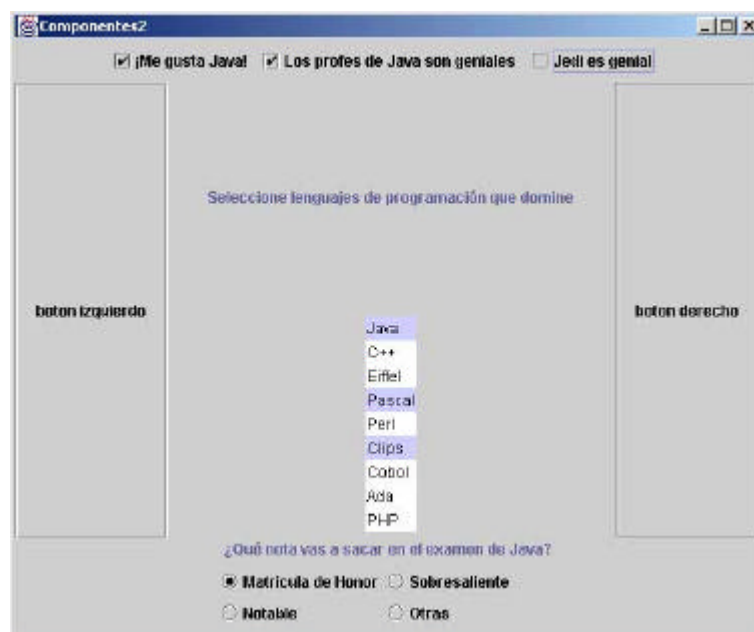 Componentes2
¡Me gusta Java! Los profes de Java son geniales Jedi es genial
Seleccione lenguajes de programación que domine
boton izquierdo
boton derecho
Java
C++
Eiffel
Pascal
Perl
Clips
Cobol
Ada
PHP
¿Qué nota vas a sacar en el examen de Java?
Matrícula de Honor Sobresaliente
Notable Otras